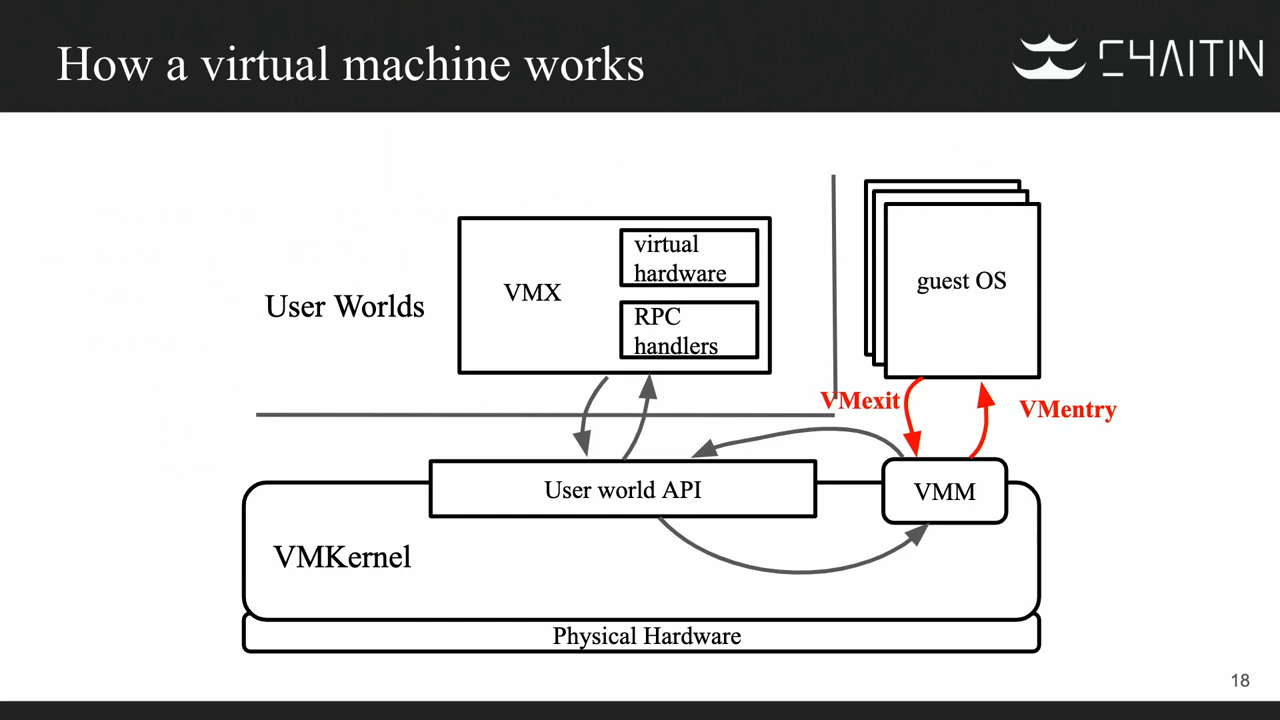 How a virtual machine works
CHAITIN
virtual
hardware
VMX
RPC
handlers
User Worlds
guest OS
VMexit
VMentry
User world API
VMM
VMKernel
Physical Hardware
18